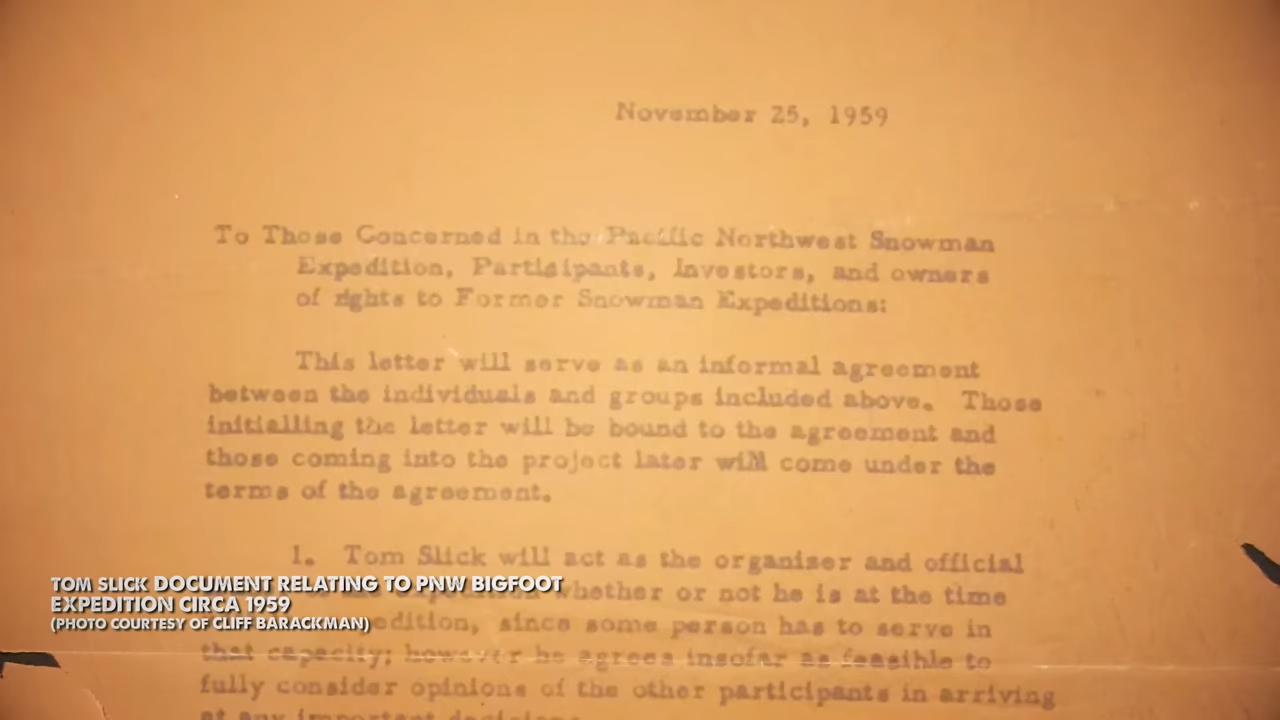 November 25, 1959
To Those Concerned in the Pacific Northwest Snowman
Expedition, Participants, Investors, and owners
of rights to Former Snowman Expeditions:
This letter will serve as an informal agreement
between the individuals and groups included above. Those
initialling the letter will be bound to the agreement and
those coming into the project later will come under the
terms of the agreement.
1. Tom Slick will act as the organiser and official
whether or not he is at the time
edition, since some person has to serve in
that capacity; however he agrees insofar as feasible to
fully consider opinions of the other participants in arriving
at any important decisions
TOM SLICK DOCUMENT RELATING TO PNW BIGFOOT
EXPEDITION CIRCA 1959
(PHOTO COURTESY OF CLIFF BARACKMAN)